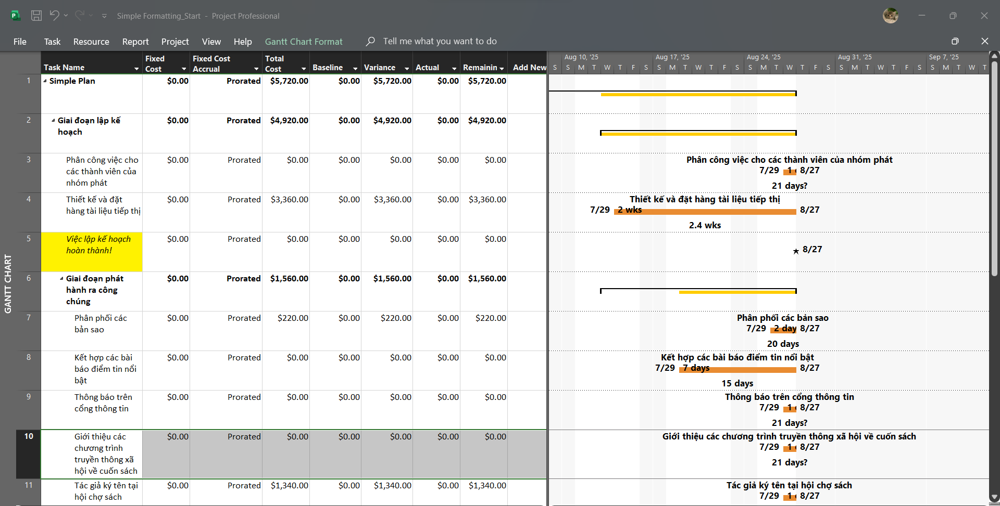 Simple Formatting_Start - Project Professional
File Task Resource Report Project View Help Gantt Chart Format Tell me what you want to do
Task Name Fixed Cost Fixed Cost Accrual Total Cost Baseline Variance Actual Remainin Add New
Aug 10, '25 Aug 17, '25 Aug 24, '25 Aug 31, '25 Sep 7, '25
S S M T W T F S S M T W T F S S M T W T F S S M T W T F S S M T W T
GANTT CHART
1 Simple Plan $0.00 Prorated $5,720.00 $0.00 $5,720.00 $0.00 $5,720.00
2 Giai đoạn lập kế $0.00 Prorated $4,920.00 $0.00 $4,920.00 $0.00 $4,920.00
hoạch
3 Phân công việc cho $0.00 Prorated $0.00 $0.00 $0.00 $0.00 $0.00 Phân công việc cho các thành viên của nhóm phát
các thành viên của 7/29 1 8/27
nhóm phát 21 days?
4 Thiết kế và đặt $0.00 Prorated $3,360.00 $0.00 $3,360.00 $0.00 $3,360.00 Thiết kế và đặt hàng tài liệu tiếp thị
hàng tài liệu tiếp thị 7/29 2 wks 8/27
2.4 wks
5 Việc lập kế hoạch $0.00 Prorated $0.00 $0.00 $0.00 $0.00 $0.00
hoàn thành! 8/27
6 Giai đoạn phát $0.00 Prorated $1,560.00 $0.00 $1,560.00 $0.00 $1,560.00
hành ra công
chúng
7 Phân phối các $0.00 Prorated $220.00 $0.00 $220.00 $0.00 $220.00 Phân phối các bản sao
bản sao 7/29 2 day 8/27
20 days
8 Kết hợp các bài $0.00 Prorated $0.00 $0.00 $0.00 $0.00 $0.00 Kết hợp các bài báo điểm tin nổi bật
báo điểm tin nổi 7/29 7 days 8/27
bật 15 days
9 Thông báo trên $0.00 Prorated $0.00 $0.00 $0.00 $0.00 $0.00 Thông báo trên cổng thông tin
cổng thông tin 7/29 1 8/27
21 days?
10 Giới thiệu các $0.00 Prorated $0.00 $0.00 $0.00 $0.00 $0.00 Giới thiệu các chương trình truyền thông xã hội về cuốn sách
chương trình 7/29 1 8/27
truyền thông xã 21 days?
hội về cuốn sách
11 Tác giả ký tên tại $0.00 Prorated $1,340.00 $0.00 $1,340.00 $0.00 $1,340.00 Tác giả ký tên tại hội chợ sách
hội chợ sách 7/29 1 8/27